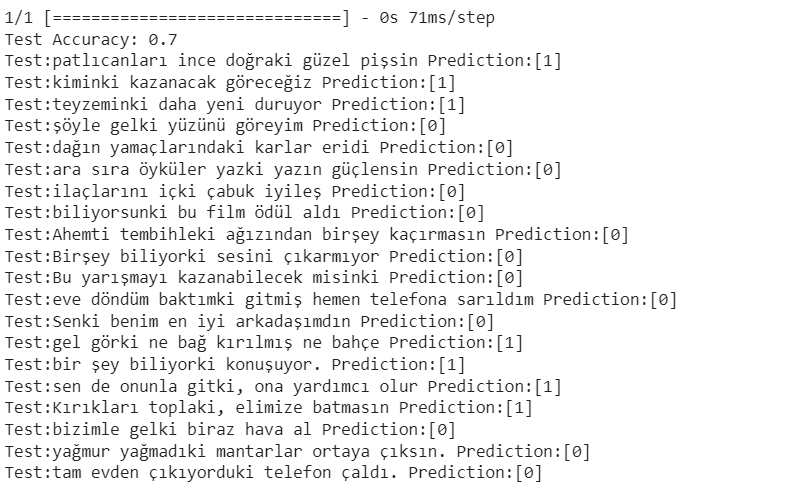 1/1 [==============================] - 0s 71ms/step
Test Accuracy: 0.7
Test:patlıcanları ince doğraki güzel pişsin Prediction:[1]
Test:kiminki kazanacak göreceğiz Prediction:[1]
Test:teyzeminki daha yeni duruyor Prediction:[1]
Test:şöyle gelki yüzünü göreyim Prediction:[0]
Test:dağın yamaçlarındaki karlar eridi Prediction:[0]
Test:ara sıra öyküler yazki yazın güçlensin Prediction:[0]
Test:ilaçlarını içki çabuk iyileş Prediction:[0]
Test:biliyorsunki bu film ödül aldı Prediction:[0]
Test:Ahemti tembihleki ağızından birşey kaçırmasın Prediction:[0]
Test:Birşey biliyorki sesini çıkarmıyor Prediction:[0]
Test:Bu yarışmayı kazanabilecek misinki Prediction:[0]
Test:eve döndüm baktımki gitmiş hemen telefona sarıldım Prediction:[0]
Test:Senki benim en iyi arkadaşımdın Prediction:[0]
Test:gel görki ne bağ kırılmış ne bahçe Prediction:[1]
Test:bir şey biliyorki konuşuyor. Prediction:[1]
Test:sen de onunla gitki, ona yardımcı olur Prediction:[1]
Test:Kırıkları toplaki, elimize batmasın Prediction:[1]
Test:bizimle gelki biraz hava al Prediction:[0]
Test:yağmur yağmadıki mantarlar ortaya çıksın. Prediction:[0]
Test:tam evden çıkıyorduki telefon çaldı. Prediction:[0]